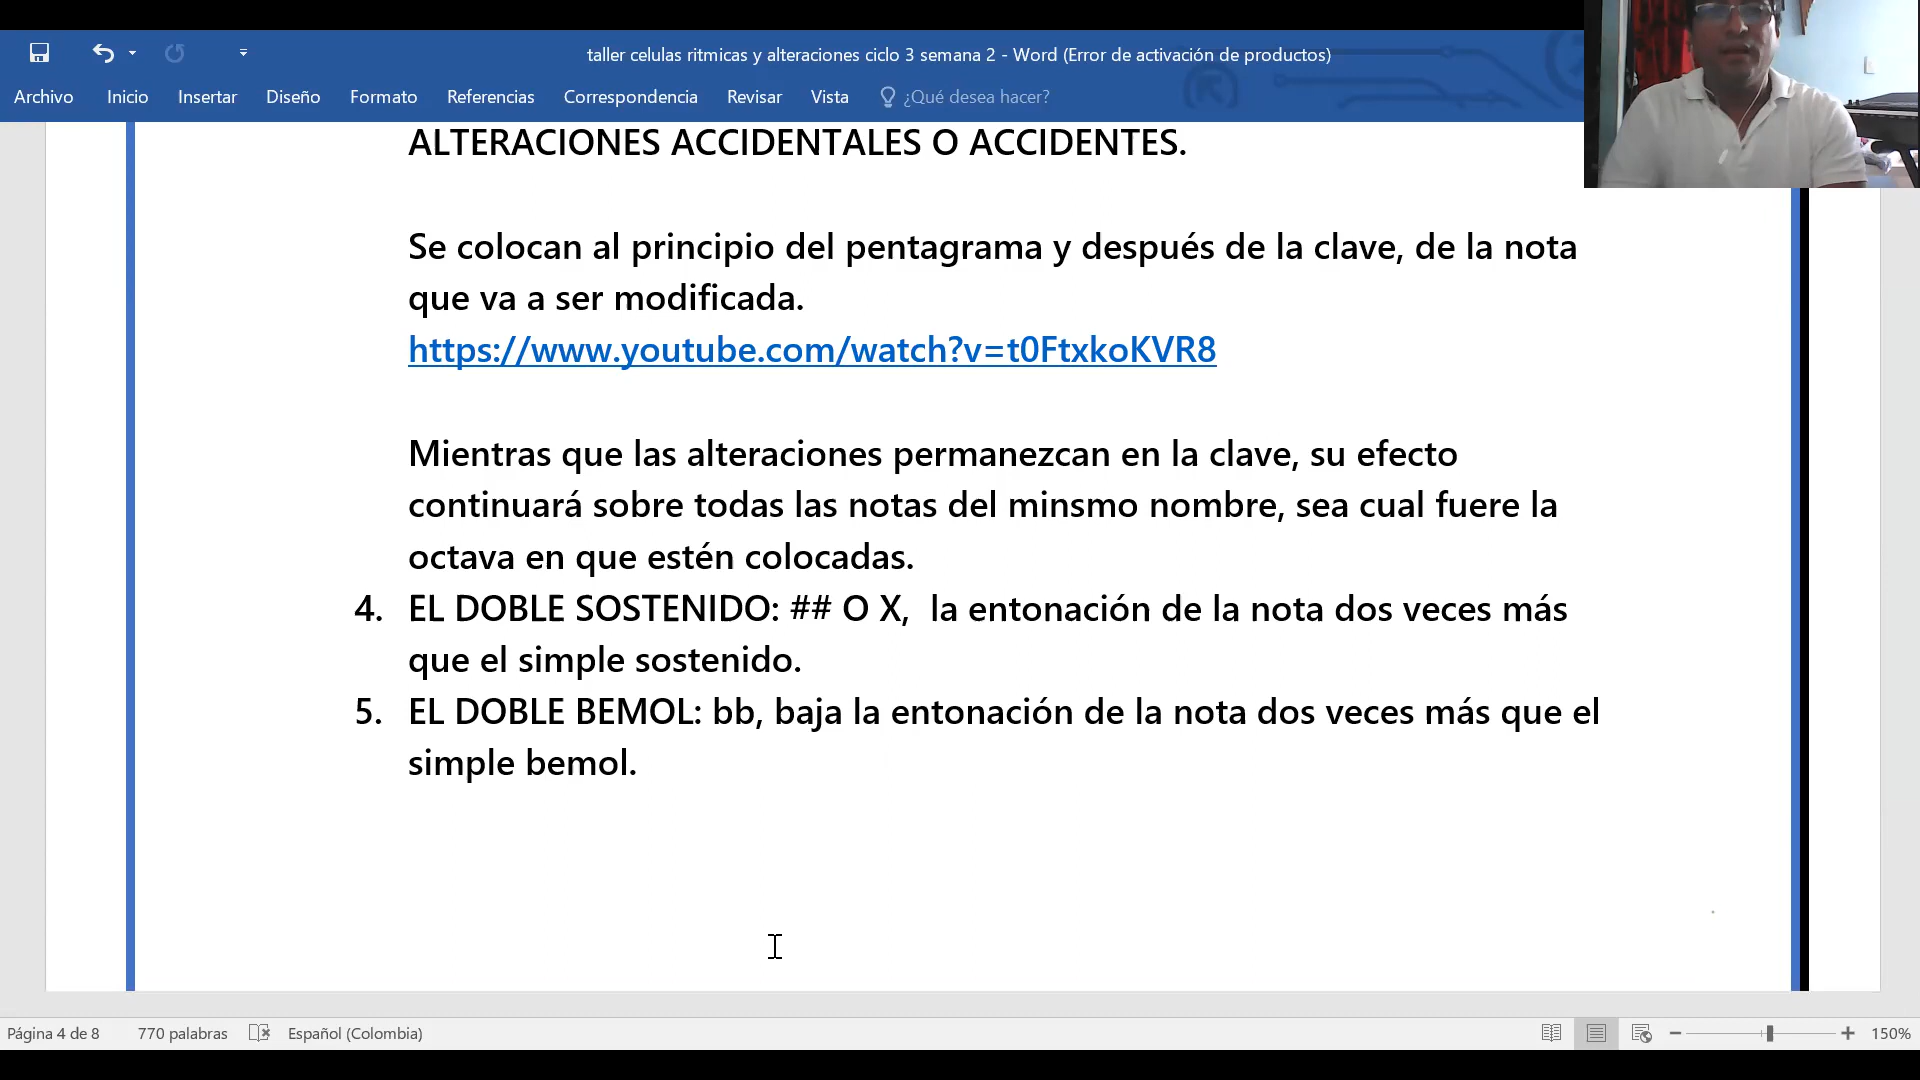 taller celulas ritmicas y alteraciones ciclo 3 semana 2 - Word (Error de activación de productos)
Archivo Inicio Insertar Diseño Formato Referencias Correspondencia Revisar Vista ¿Qué desea hacer?
ALTERACIONES ACCIDENTALES O ACCIDENTES.
Se colocan al principio del pentagrama y después de la clave, de la nota
que va a ser modificada.
https://www.youtube.com/watch?v=t0FtxkoKVR8
Mientras que las alteraciones permanezcan en la clave, su efecto
continuará sobre todas las notas del minsmo nombre, sea cual fuere la
octava en que estén colocadas.
4. EL DOBLE SOSTENIDO: ## O X, la entonación de la nota dos veces más
que el simple sostenido.
5. EL DOBLE BEMOL: bb, baja la entonación de la nota dos veces más que el
simple bemol.
Página 4 de 8 770 palabras Español (Colombia) 150%